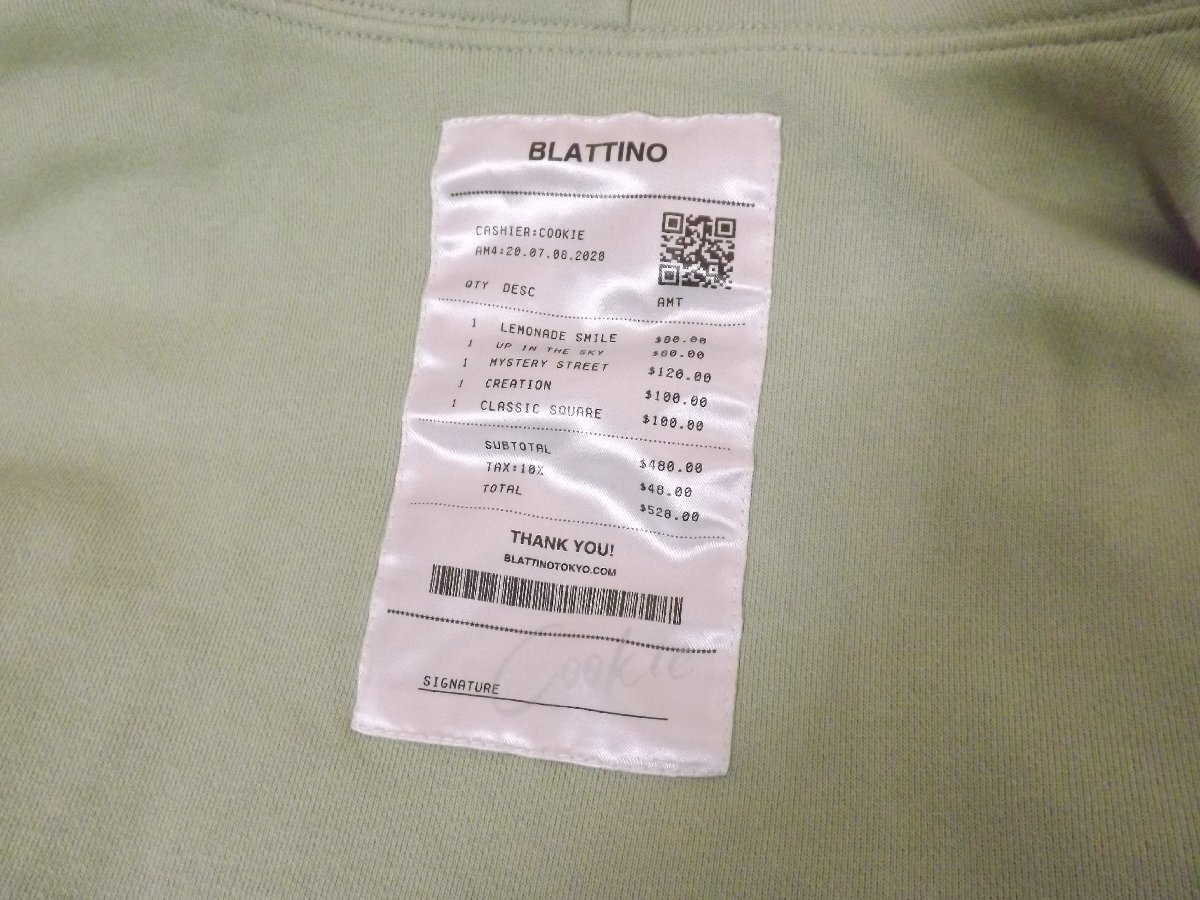 BLATTINO
CASHIER:COOKIE
AM4:20.07.08.2020
QTY DESC AMT
1 LEMONADE SMILE $80.00
1 UP IN THE SKY $80.00
1 MYSTERY STREET $120.00
1 CREATION $100.00
1 CLASSIC SQUARE $100.00
SUBTOTAL $480.00
TAX:10% $48.00
TOTAL $528.00
THANK YOU!
BLATTINOTOKYO.COM
Cookie
SIGNATURE